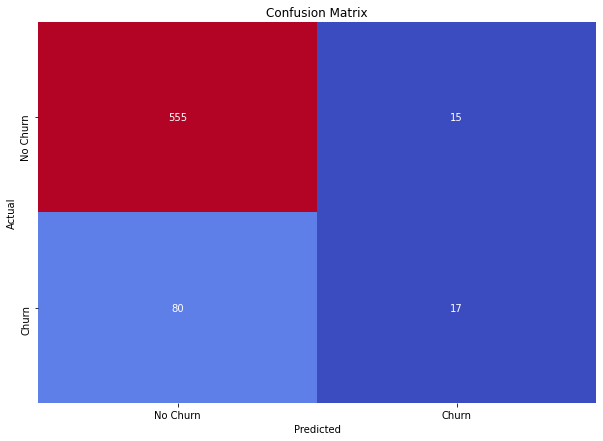 Confusion Matrix
Actual
No Churn
555
15
Churn
80
17
No Churn
Churn
Predicted